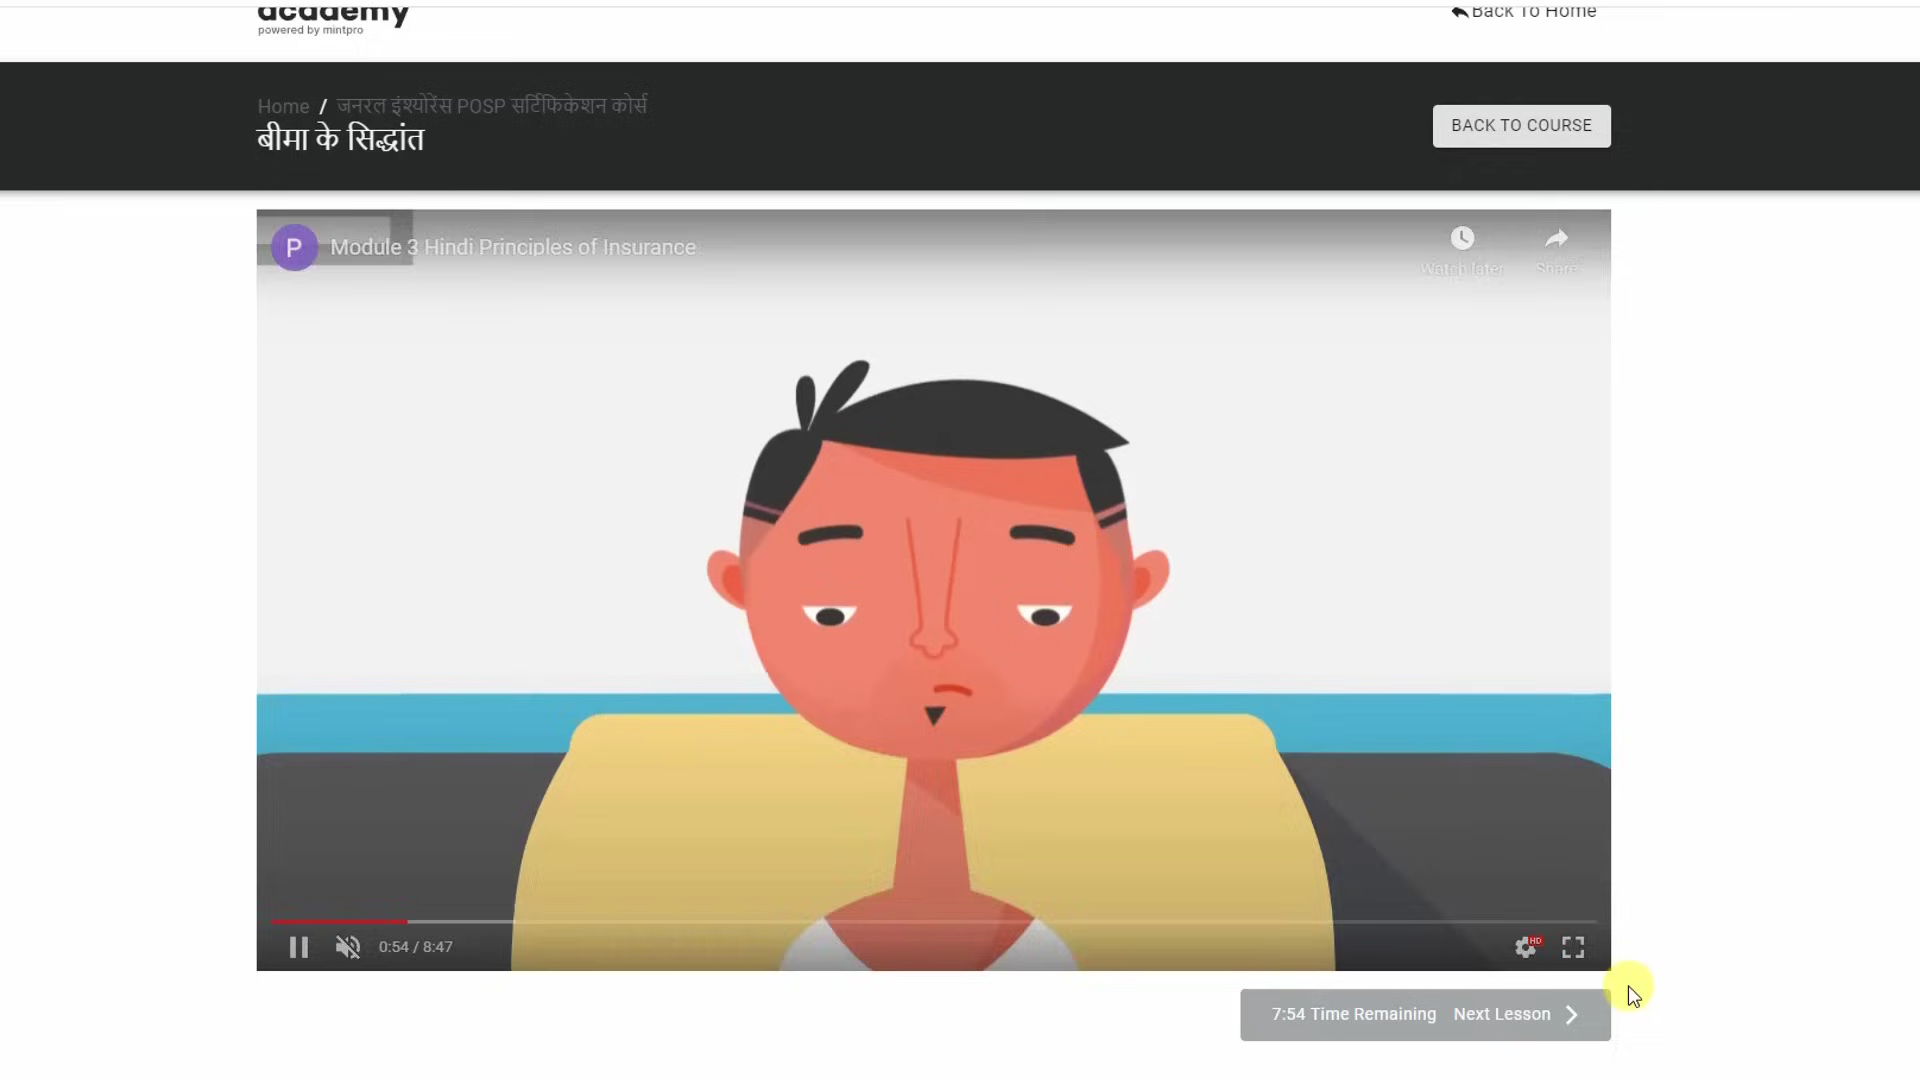 academy
powered by mintpro
Back To Home
Home / जनरल इंश्योरेंस POSP सर्टिफिकेशन कोर्स
बीमा के सिद्धांत
BACK TO COURSE
P
Module 3 Hindi Principles of Insurance
Watch later
Share
0:54 / 8:47
HD
7:54 Time Remaining Next Lesson